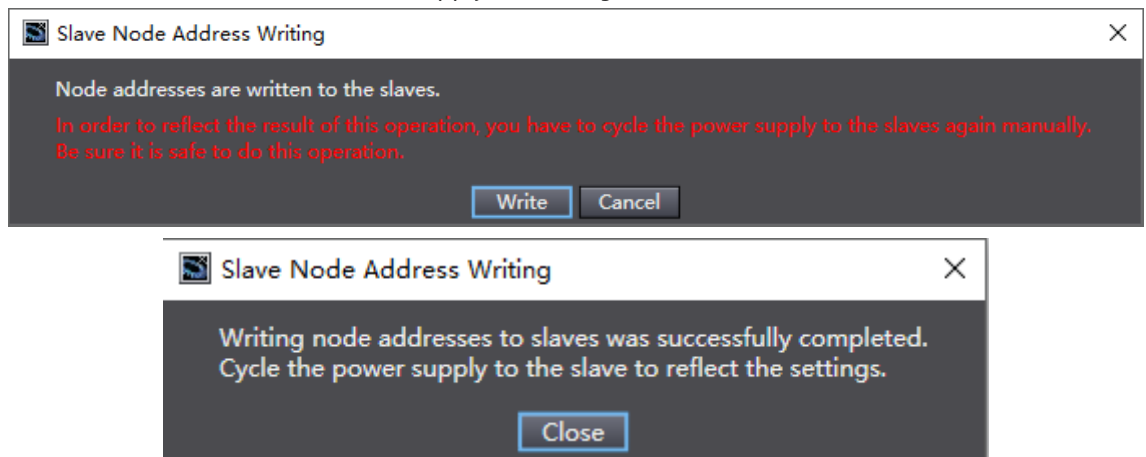 Slave Node Address Writing
Node addresses are written to the slaves.
In order to reflect the result of this operation, you have to cycle the power supply to the slaves again manually.
Be sure it is safe to do this operation.
Write Cancel
Slave Node Address Writing
Writing node addresses to slaves was successfully completed.
Cycle the power supply to the slave to reflect the settings.
Close